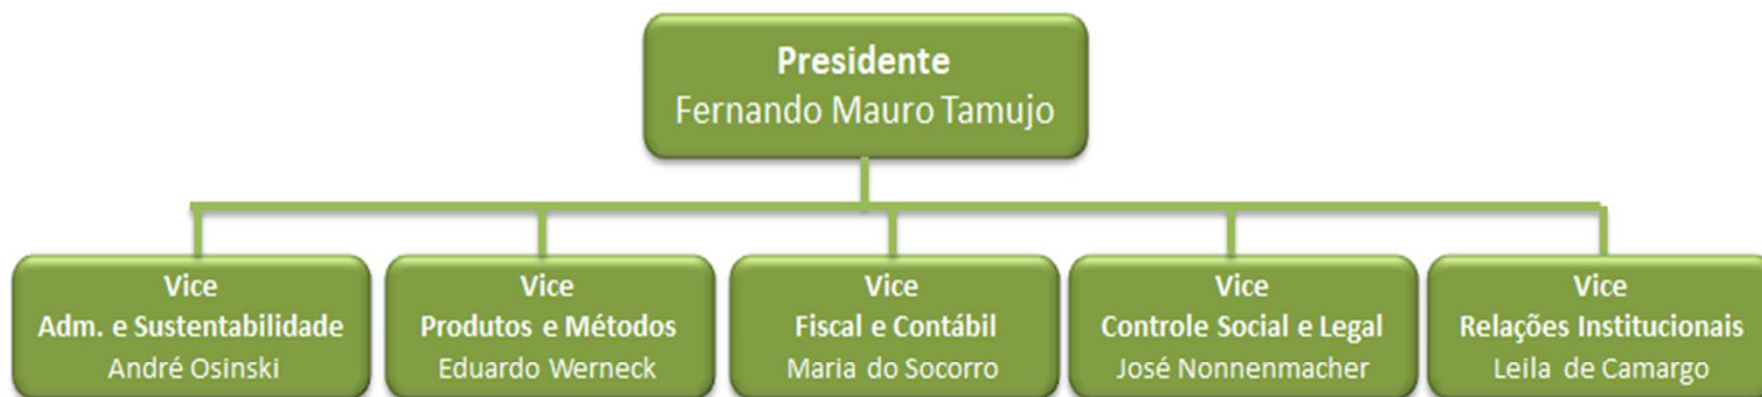 Presidente
Fernando Mauro Tamujo
Vice
Adm. e Sustentabilidade
André Osinski
Vice
Produtos e Métodos
Eduardo Werneck
Vice
Fiscal e Contábil
Maria do Socorro
Vice
Controle Social e Legal
José Nonnenmacher
Vice
Relações Institucionais
Leila de Camargo